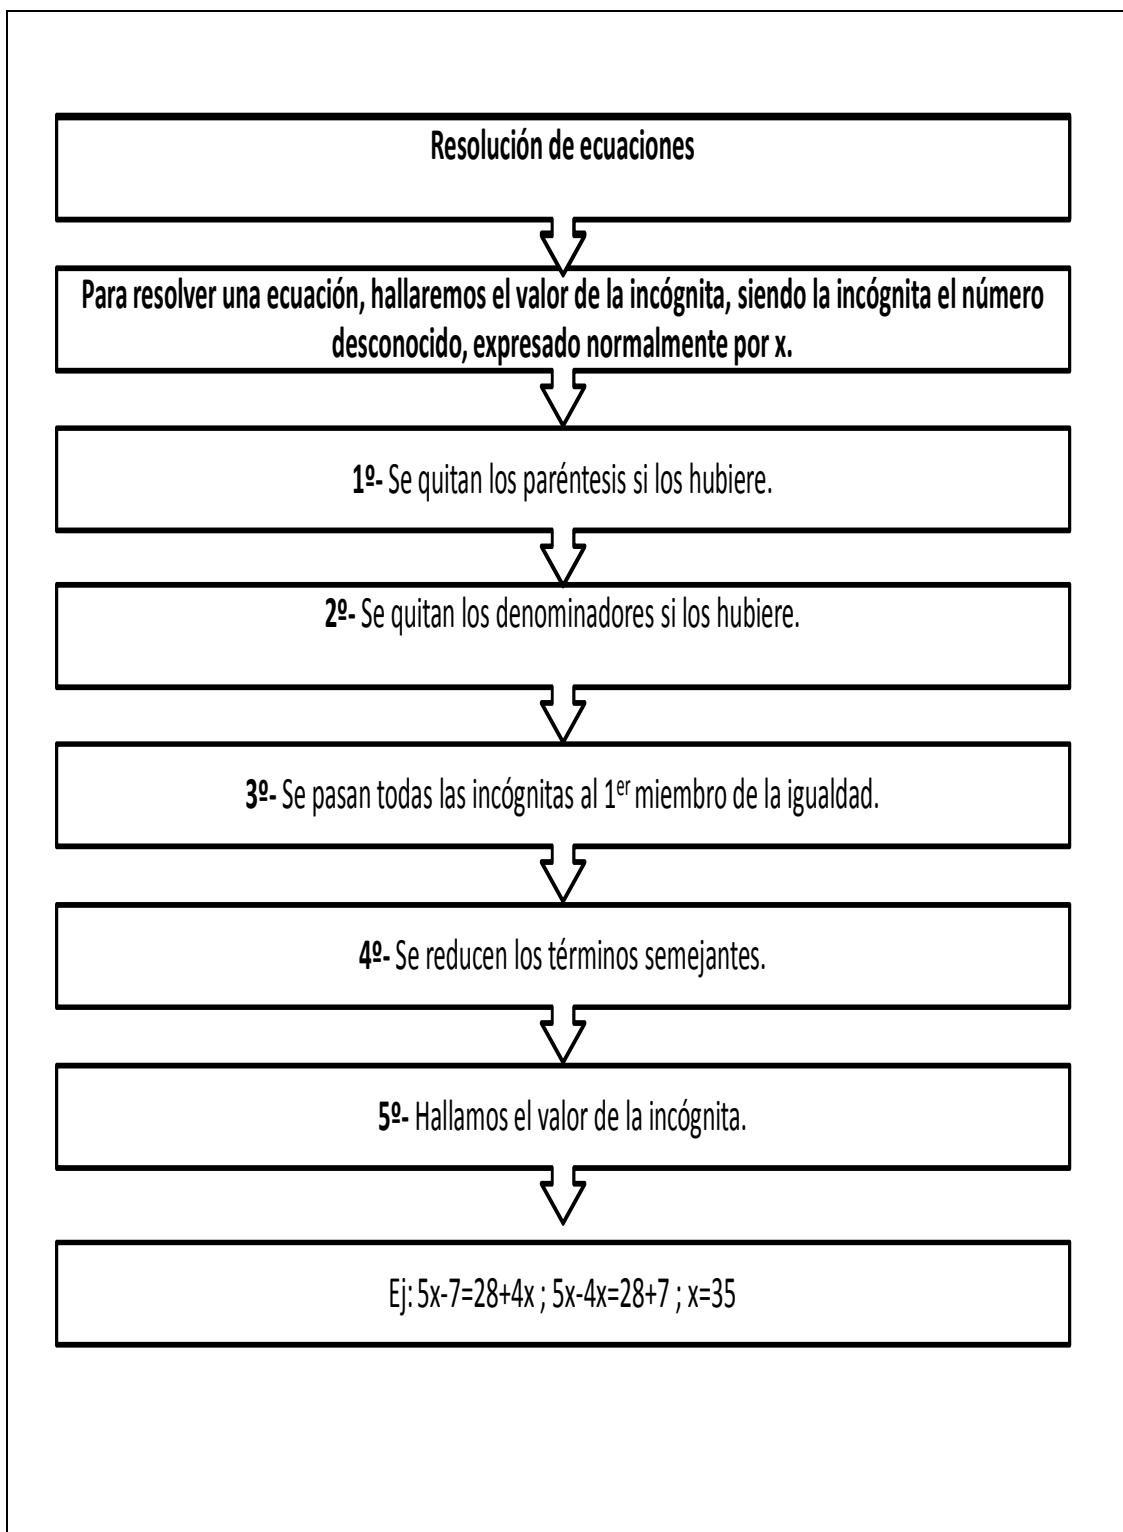 Resolución de ecuaciones
Para resolver una ecuación, hallaremos el valor de la incógnita, siendo la incógnita el número
desconocido, expresado normalmente por x.
1º- Se quitan los paréntesis si los hubiere.
2º- Se quitan los denominadores si los hubiere.
3º- Se pasan todas las incógnitas al 1er miembro de la igualdad.
4º- Se reducen los términos semejantes.
5º- Hallamos el valor de la incógnita.
Ej: 5x-7=28+4x ; 5x-4x=28+7 ; x=35